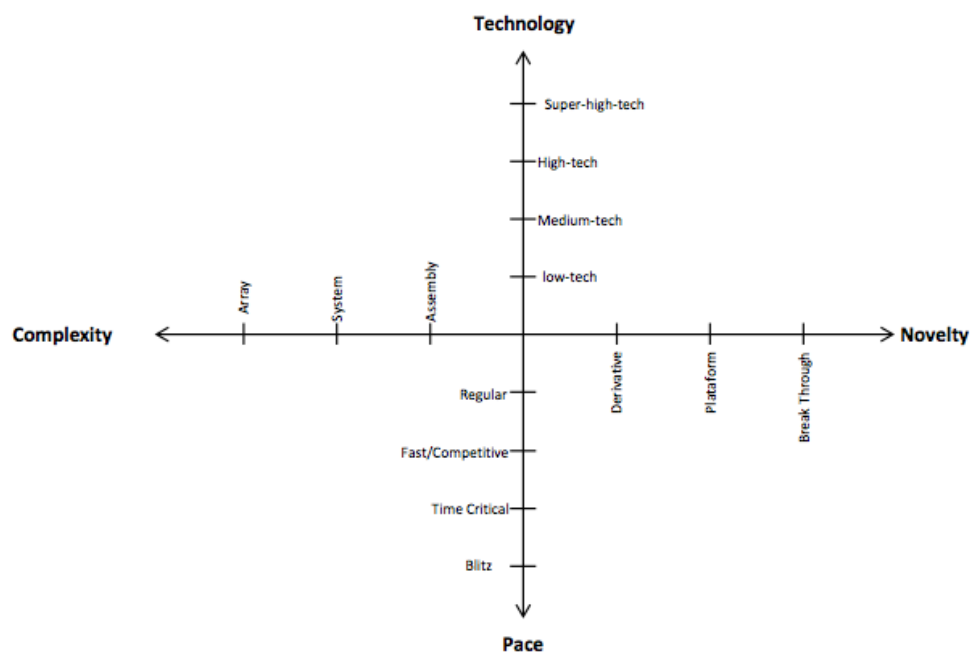 Technology
Super-high-tech
High-tech
Medium-tech
low-tech
Array
System
Assembly
Complexity
Novelty
Derivative
Plataform
Break Through
Regular
Fast/Competitive
Time Critical
Blitz
Pace